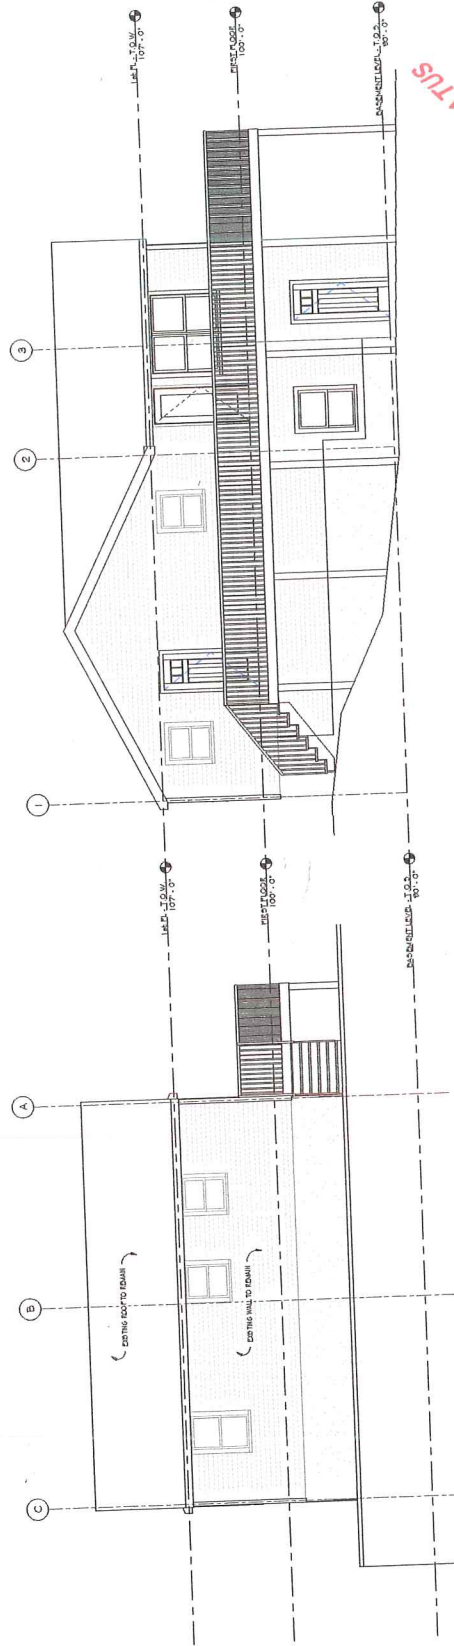 C
B
A
EXISTING ROOF TO REMAIN
EXISTING WALL TO REMAIN
1st FL - T.O.W.
107'-0"
FIRST FLOOR
100'-0"
BASEMENT LEVEL - T.O.S.
90'-0"
1
2
3
1st FL - T.O.W.
107'-0"
FIRST FLOOR
100'-0"
BASEMENT LEVEL - T.O.S.
90'-0"
ATUS